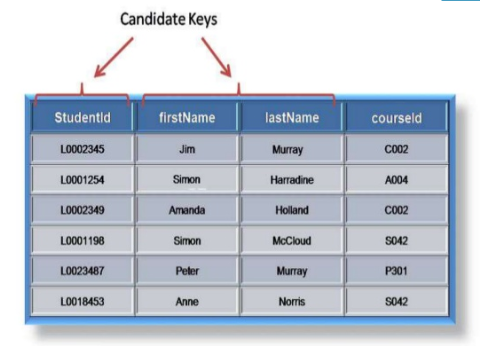 Candidate Keys
StudentId firstName lastName courseId
L0002345 Jim Murray C002
L0001254 Simon Harradine A004
L0002349 Amanda Holland C002
L0001198 Simon McCloud S042
L0023487 Peter Murray P301
L0018453 Anne Norris S042